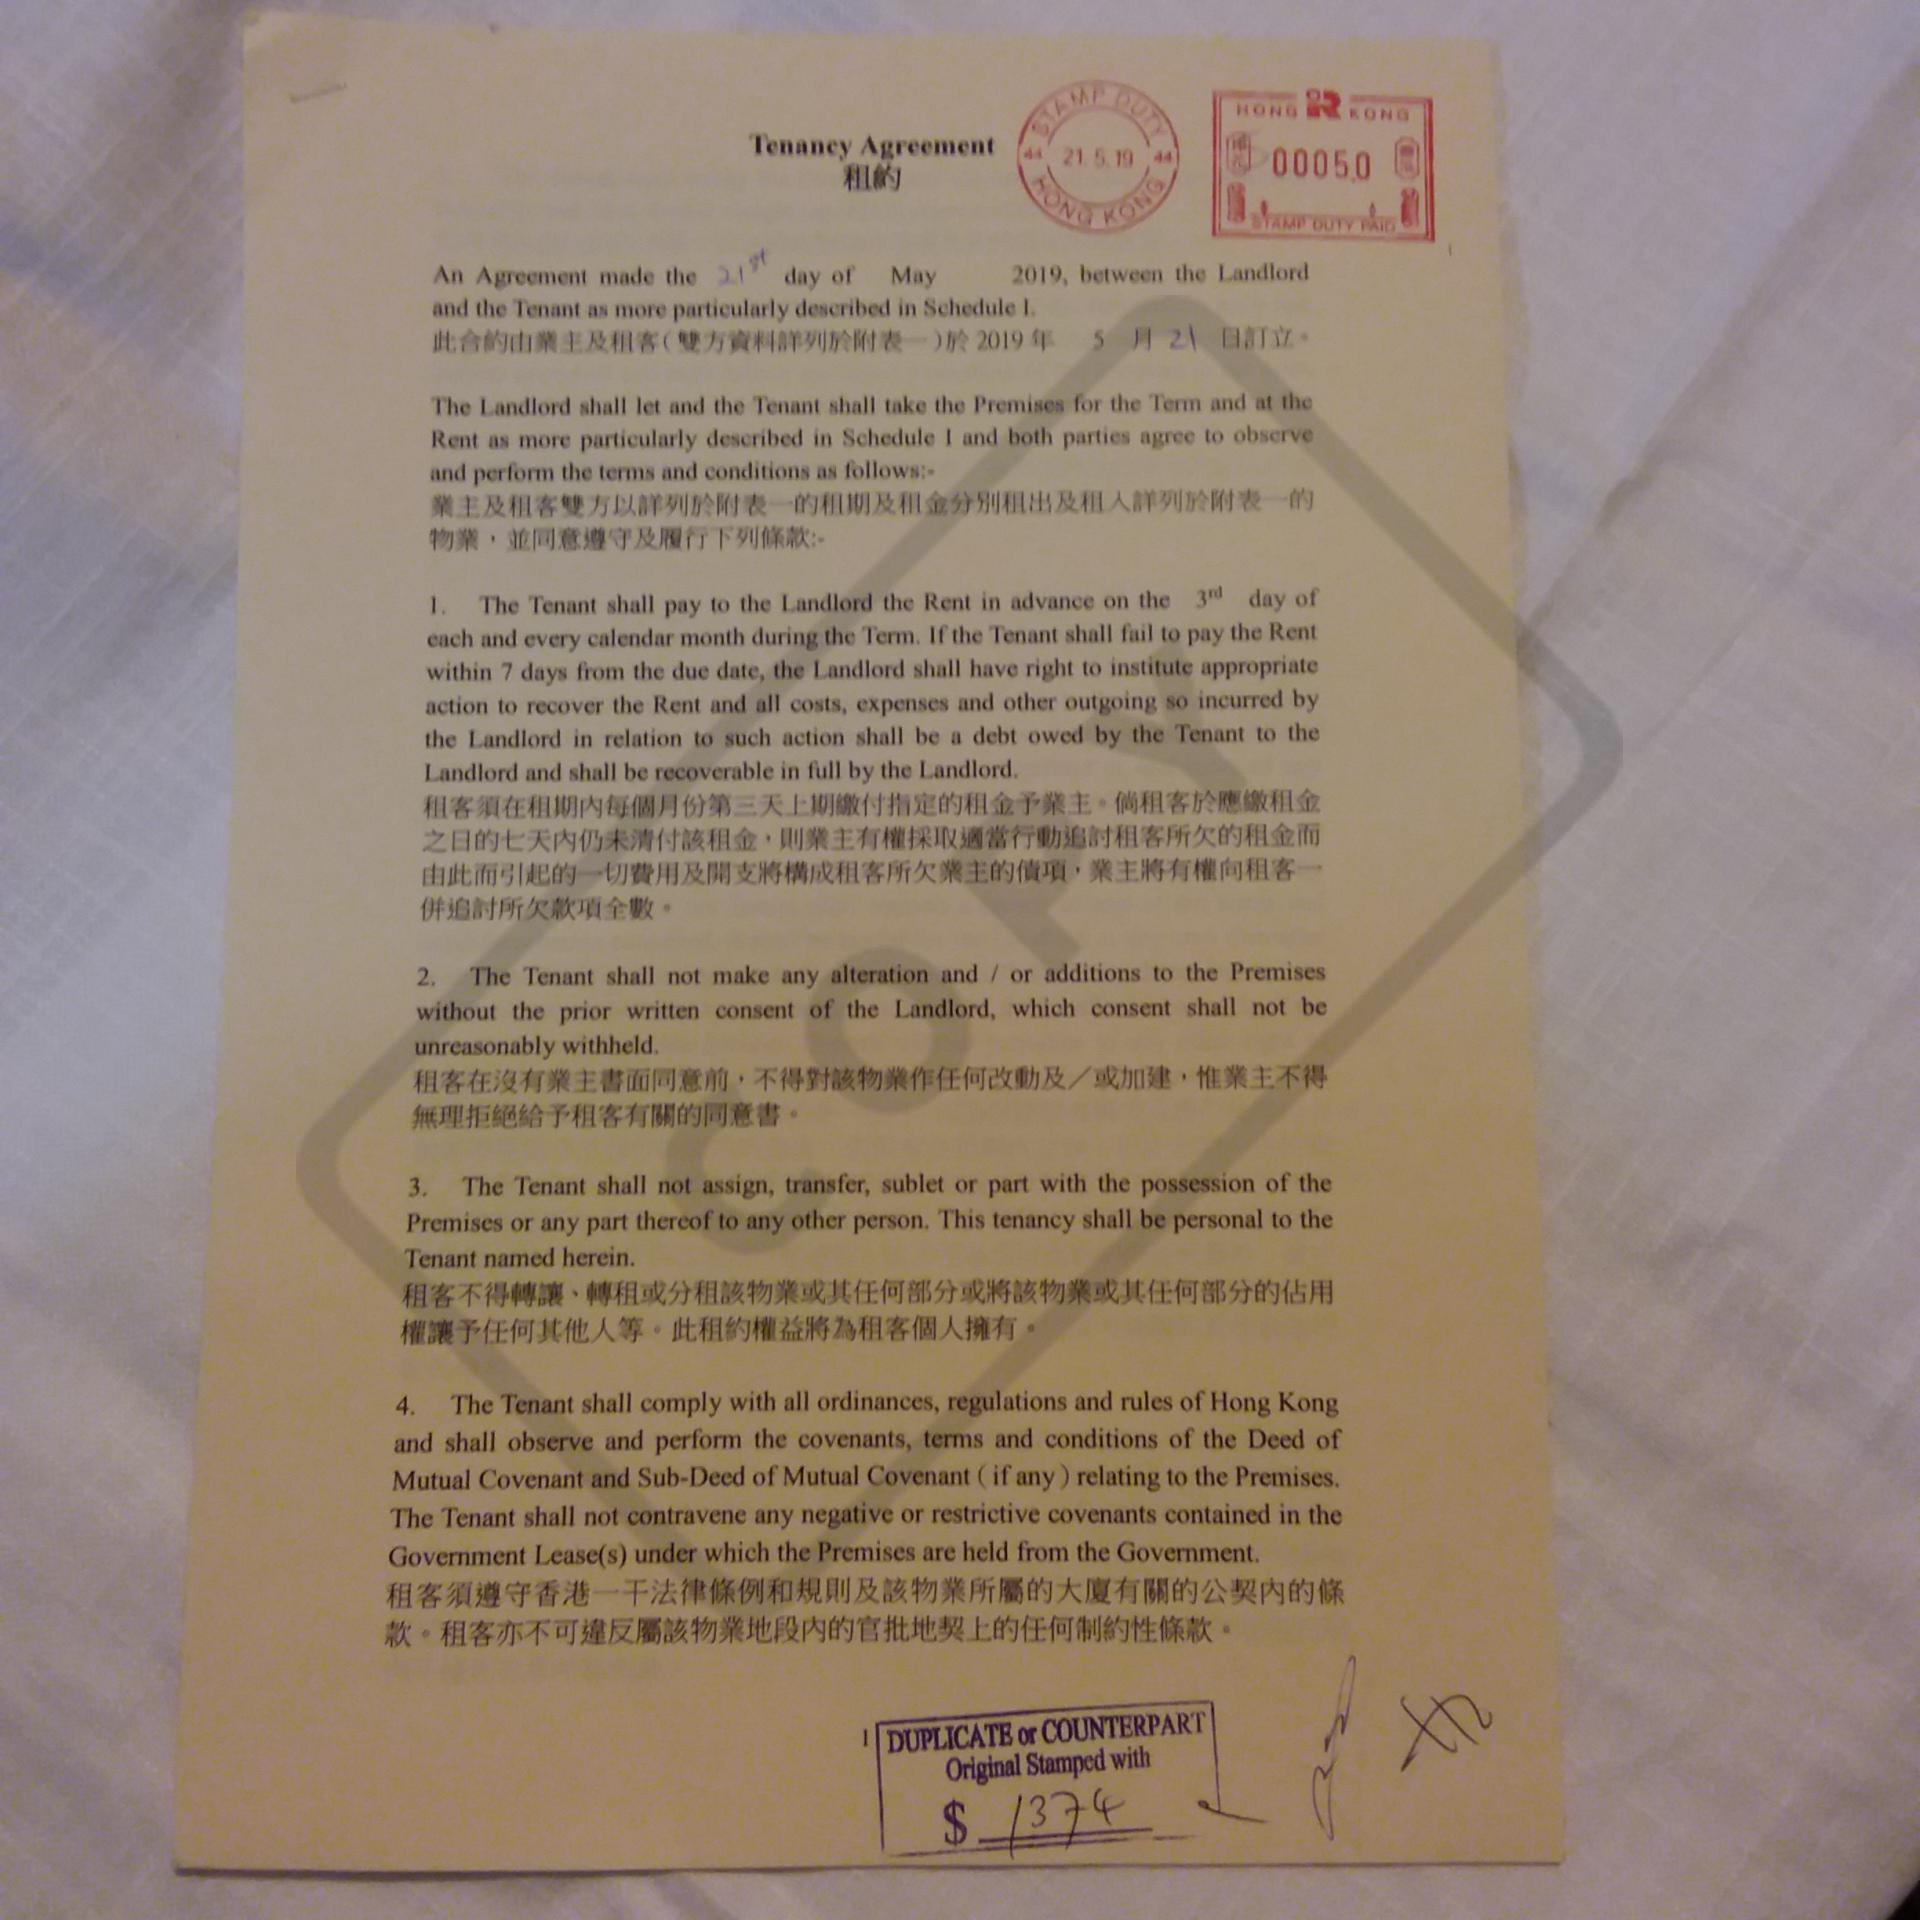 Tenancy Agreement
租約
STAMP DUTY
44 21.5.19 44
HONG KONG
HONG KONG
00050
STAMP DUTY PAID
An Agreement made the 21st day of May 2019, between the Landlord
and the Tenant as more particularly described in Schedule I.
此合約由業主及租客（雙方資料詳列於附表一）於 2019 年 5 月 21 日訂立。
The Landlord shall let and the Tenant shall take the Premises for the Term and at the
Rent as more particularly described in Schedule I and both parties agree to observe
and perform the terms and conditions as follows:-
業主及租客雙方以詳列於附表一的租期及租金分別租出及租入詳列於附表一的
物業，並同意遵守及履行下列條款:-
1. The Tenant shall pay to the Landlord the Rent in advance on the 3rd day of
each and every calendar month during the Term. If the Tenant shall fail to pay the Rent
within 7 days from the due date, the Landlord shall have right to institute appropriate
action to recover the Rent and all costs, expenses and other outgoing so incurred by
the Landlord in relation to such action shall be a debt owed by the Tenant to the
Landlord and shall be recoverable in full by the Landlord.
租客須在租期內每個月份第三天上期繳付指定的租金予業主。倘租客於應繳租金
之日的七天內仍未清付該租金，則業主有權採取適當行動追討租客所欠的租金而
由此而引起的一切費用及開支將構成租客所欠業主的債項，業主將有權向租客一
併追討所欠款項全數。
2. The Tenant shall not make any alteration and / or additions to the Premises
without the prior written consent of the Landlord, which consent shall not be
unreasonably withheld.
租客在沒有業主書面同意前，不得對該物業作任何改動及／或加建，惟業主不得
無理拒絕給予租客有關的同意書。
3. The Tenant shall not assign, transfer, sublet or part with the possession of the
Premises or any part thereof to any other person. This tenancy shall be personal to the
Tenant named herein.
租客不得轉讓、轉租或分租該物業或其任何部分或將該物業或其任何部分的佔用
權讓予任何其他人等。此租約權益將為租客個人擁有。
4. The Tenant shall comply with all ordinances, regulations and rules of Hong Kong
and shall observe and perform the covenants, terms and conditions of the Deed of
Mutual Covenant and Sub-Deed of Mutual Covenant ( if any ) relating to the Premises.
The Tenant shall not contravene any negative or restrictive covenants contained in the
Government Lease(s) under which the Premises are held from the Government.
租客須遵守香港一干法律條例和規則及該物業所屬的大廈有關的公契內的條
款。租客亦不可違反屬該物業地段內的官批地契上的任何制約性條款。
COPY
1
DUPLICATE or COUNTERPART
Original Stamped with
$ 1374